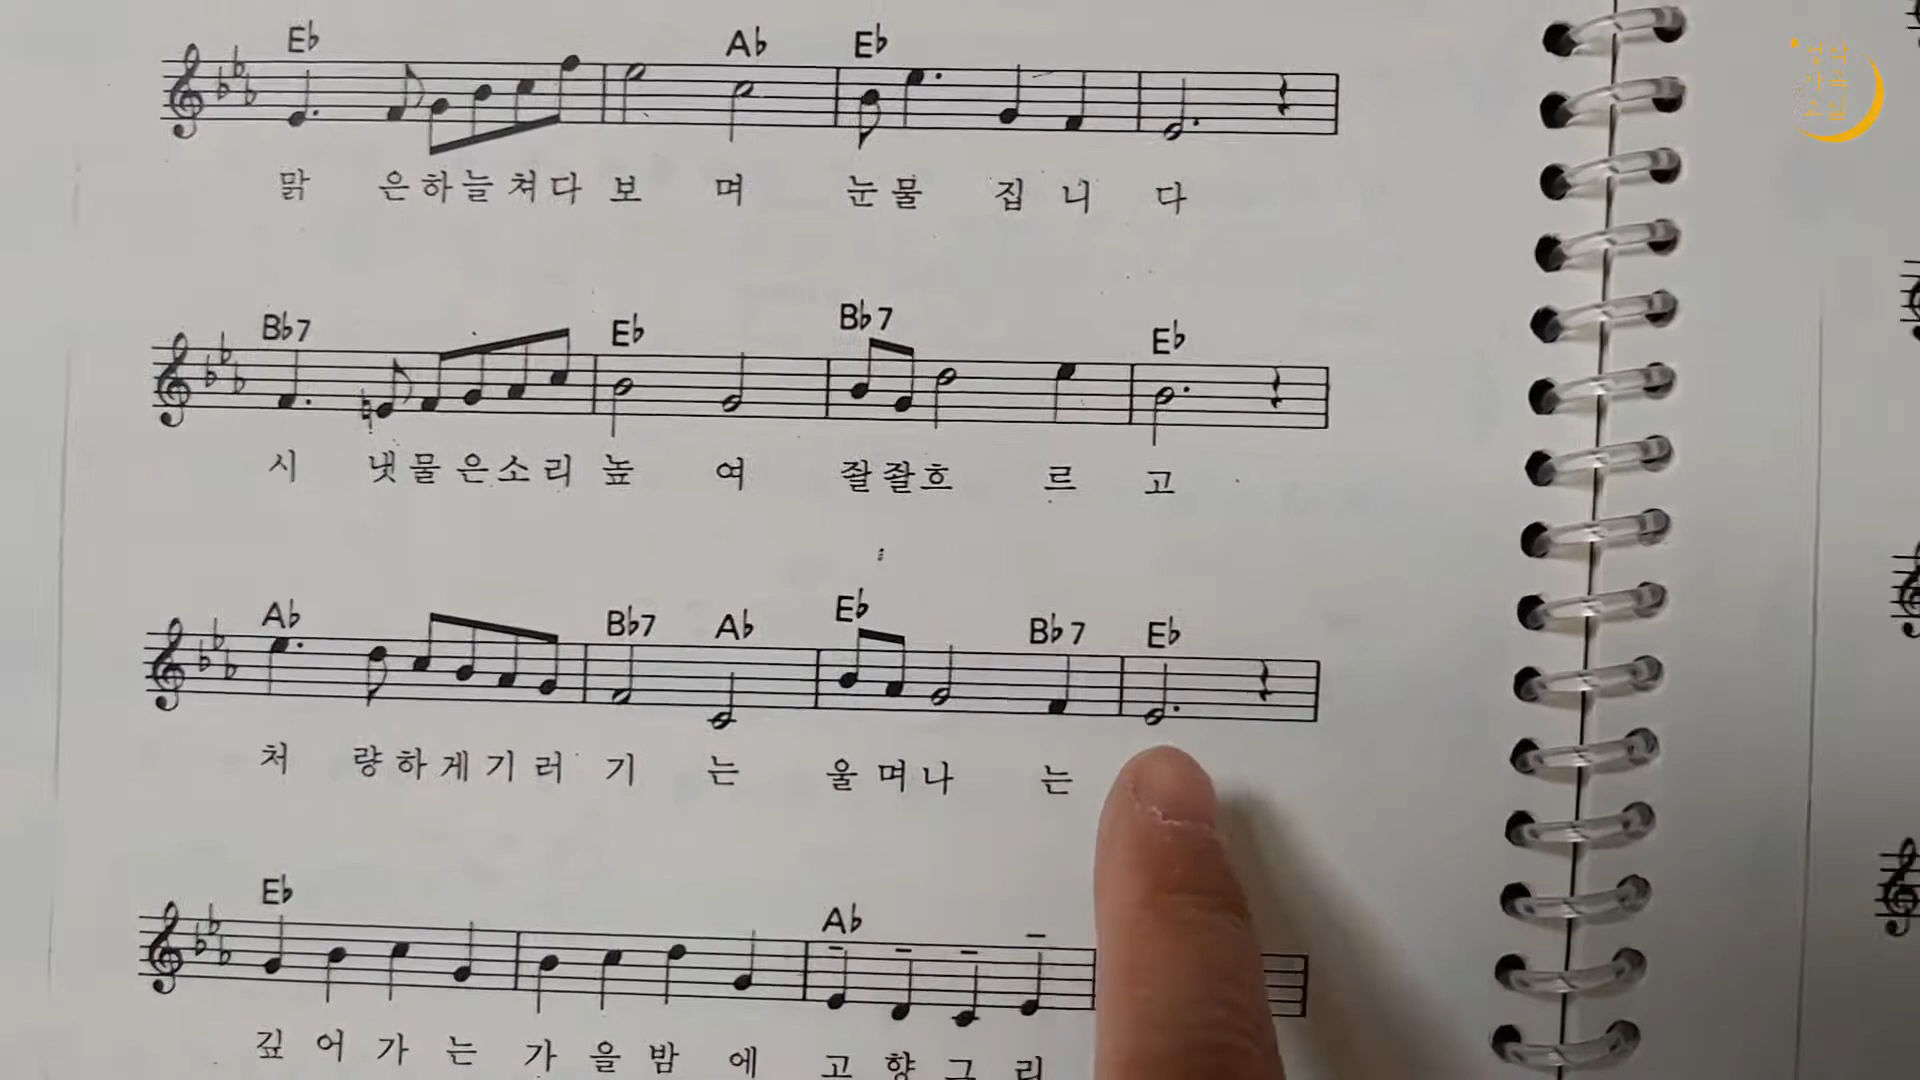 Eb Ab Eb
맑 은하늘쳐다 보 며 눈물 집 니 다
Bb7 Eb Bb7 Eb
시 냇물은소리 높 여 좔좔흐 르 고
Ab Bb7 Ab Eb Bb7 Eb
처 량하게기러 기 는 울며나 는
Eb Ab
깊 어 가 는 가 을 밤 에 고 향 그 리